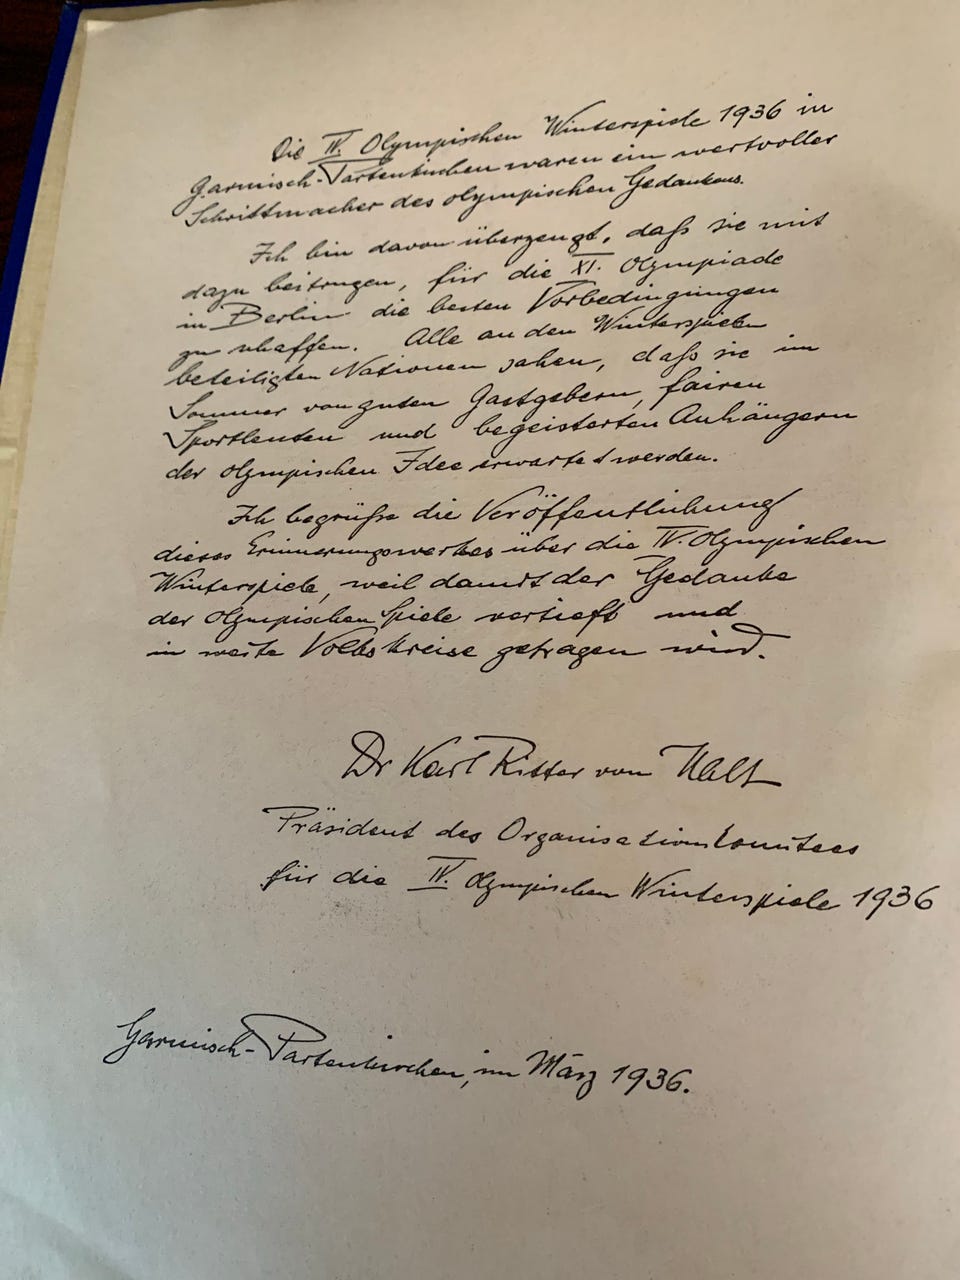 Die IV. Olympischen Winterspiele 1936 in
Garmisch-Partenkirchen waren ein wertvoller
Schrittmacher des olympischen Gedankens.
Ich bin davon überzeugt, daß sie mit
dazu beitrugen, für die XI. Olympiade
in Berlin die besten Vorbedingungen
zu schaffen. Alle an den Winterspielen
beteiligten Nationen sahen, daß sie im
Sommer von guten Gastgebern, fairen
Sportleuten und begeisterten Anhängern
der olympischen Idee erwartet werden.
Ich begrüße die Veröffentlichung
dieses Erinnerungswerkes über die IV. Olympischen
Winterspiele, weil damit der Gedanke
der Olympischen Spiele vertieft und
in weite Volkskreise getragen wird.
Dr Karl Ritter von Halt
Präsident des Organisationskomitees
für die IV. Olympischen Winterspiele 1936
Garmisch-Partenkirchen, im März 1936.